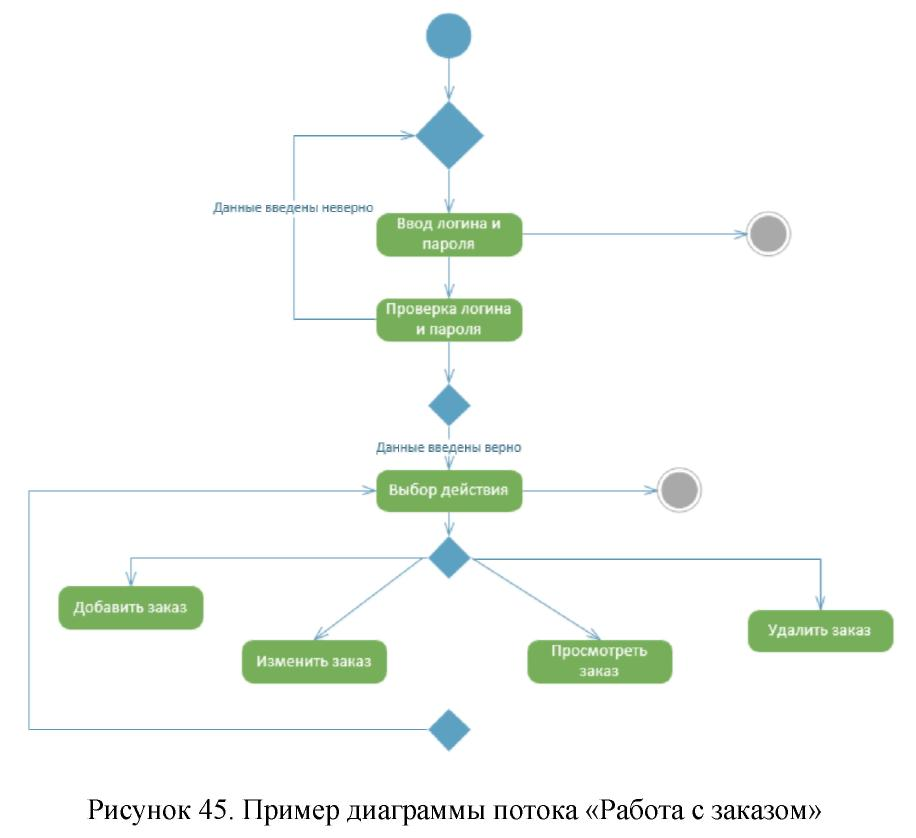 Данные введены неверно
Ввод логина и
пароля
Проверка логина
и пароля
Данные введены верно
Выбор действия
Добавить заказ
Изменить заказ
Просмотреть
заказ
Удалить заказ
Рисунок 45. Пример диаграммы потока «Работа с заказом»